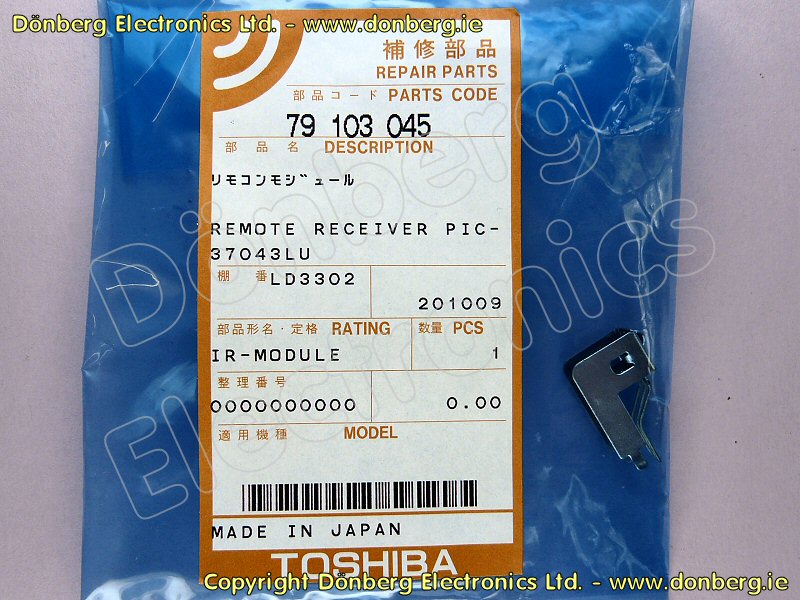 Dönberg Electronics Ltd. - www.donberg.ie
補修部品
REPAIR PARTS
部品コード PARTS CODE
79 103 045
部品名 DESCRIPTION
リモコンモジュール
REMOTE RECEIVER PIC-
37043LU
棚番 LD3302
201009
部品形名・定格 RATING 数量 PCS
IR-MODULE 1
整理番号
0000000000 0.00
適用機種 MODEL
MADE IN JAPAN
TOSHIBA
Dönberg
Electronics
Copyright Dönberg Electronics Ltd. - www.donberg.ie